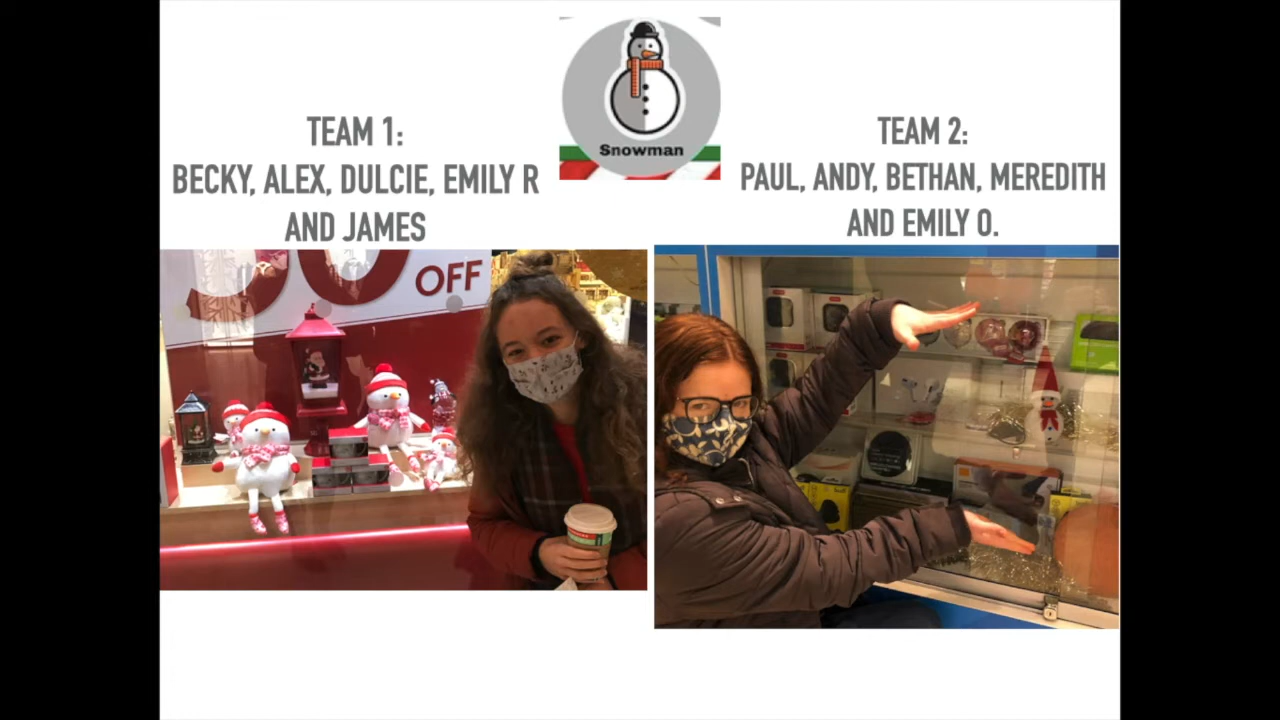 Snowman
TEAM 1:
BECKY, ALEX, DULCIE, EMILY R
AND JAMES
TEAM 2:
PAUL, ANDY, BETHAN, MEREDITH
AND EMILY O.
OFF